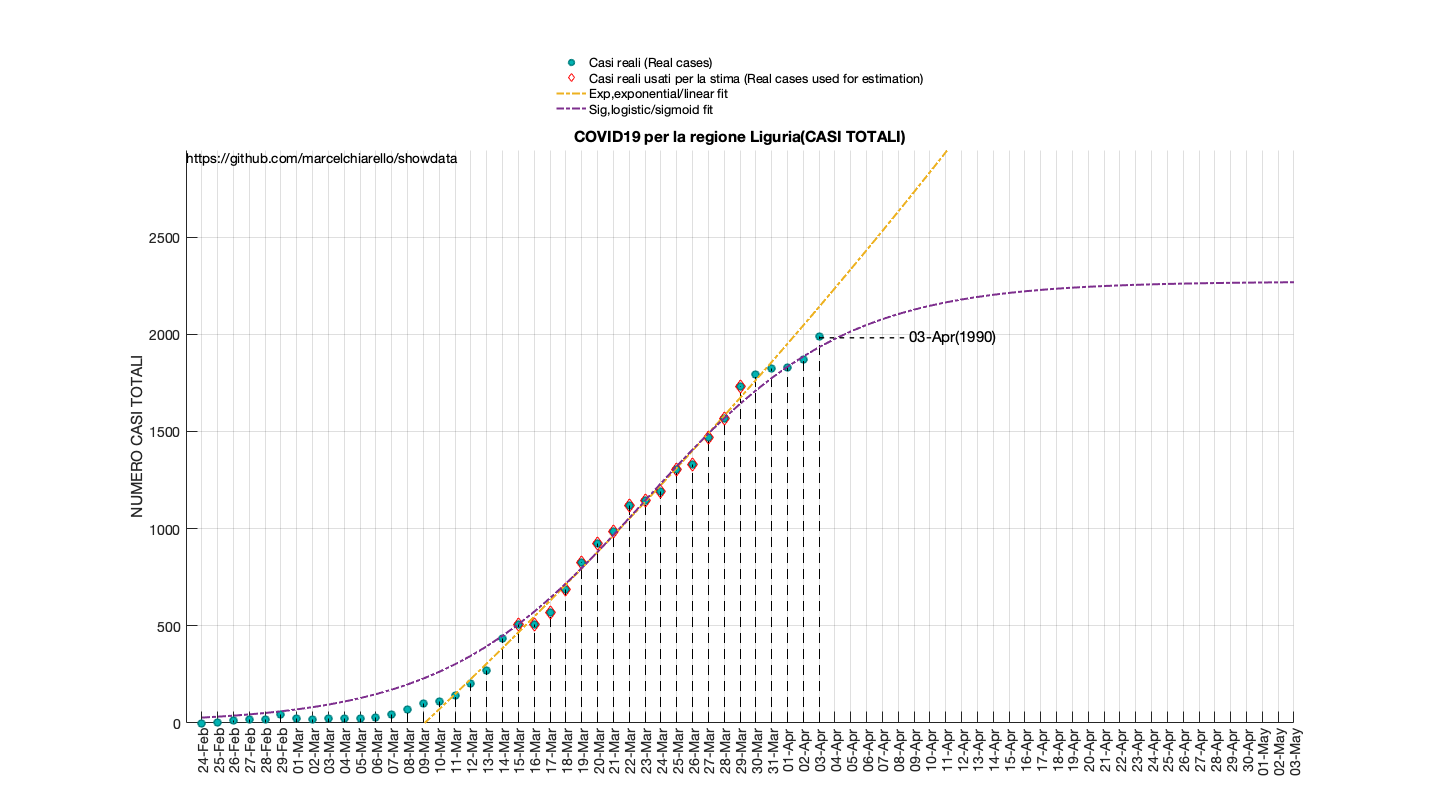 Casi reali (Real cases)
Casi reali usati per la stima (Real cases used for estimation)
Exp,exponential/linear fit
Sig,logistic/sigmoid fit
COVID19 per la regione Liguria(CASI TOTALI)
https://github.com/marcelchiarello/showdata
NUMERO CASI TOTALI
2500
2000
1500
1000
500
0
03-Apr(1990)
24-Feb
25-Feb
26-Feb
27-Feb
28-Feb
29-Feb
01-Mar
02-Mar
03-Mar
04-Mar
05-Mar
06-Mar
07-Mar
08-Mar
09-Mar
10-Mar
11-Mar
12-Mar
13-Mar
14-Mar
15-Mar
16-Mar
17-Mar
18-Mar
19-Mar
20-Mar
21-Mar
22-Mar
23-Mar
24-Mar
25-Mar
26-Mar
27-Mar
28-Mar
29-Mar
30-Mar
31-Mar
01-Apr
02-Apr
03-Apr
04-Apr
05-Apr
06-Apr
07-Apr
08-Apr
09-Apr
10-Apr
11-Apr
12-Apr
13-Apr
14-Apr
15-Apr
16-Apr
17-Apr
18-Apr
19-Apr
20-Apr
21-Apr
22-Apr
23-Apr
24-Apr
25-Apr
26-Apr
27-Apr
28-Apr
29-Apr
30-Apr
01-May
02-May
03-May